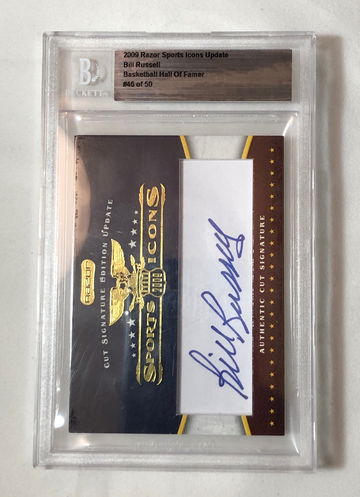 2009 Razor Sports Icons Update
Bill Russell
Basketball Hall Of Famer
#46 of 50
B
BECKETT
Razor
CUT SIGNATURE EDITION UPDATE
2009
SPORTS ICONS
Bill Russell
AUTHENTIC CUT SIGNATURE